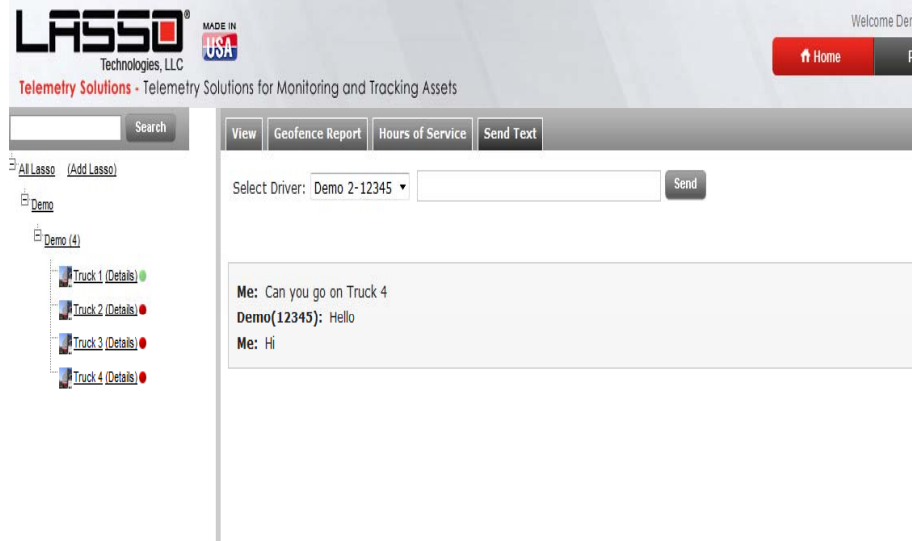 LASSO®
Technologies, LLC
MADE IN
USA
Telemetry Solutions - Telemetry Solutions for Monitoring and Tracking Assets
Welcome Dem
Home
Search
View Geofence Report Hours of Service Send Text
All Lasso (Add Lasso)
Demo
Demo (4)
Truck 1 (Details)
Truck 2 (Details)
Truck 3 (Details)
Truck 4 (Details)
Select Driver: Demo 2-12345 Send
Me: Can you go on Truck 4
Demo(12345): Hello
Me: Hi